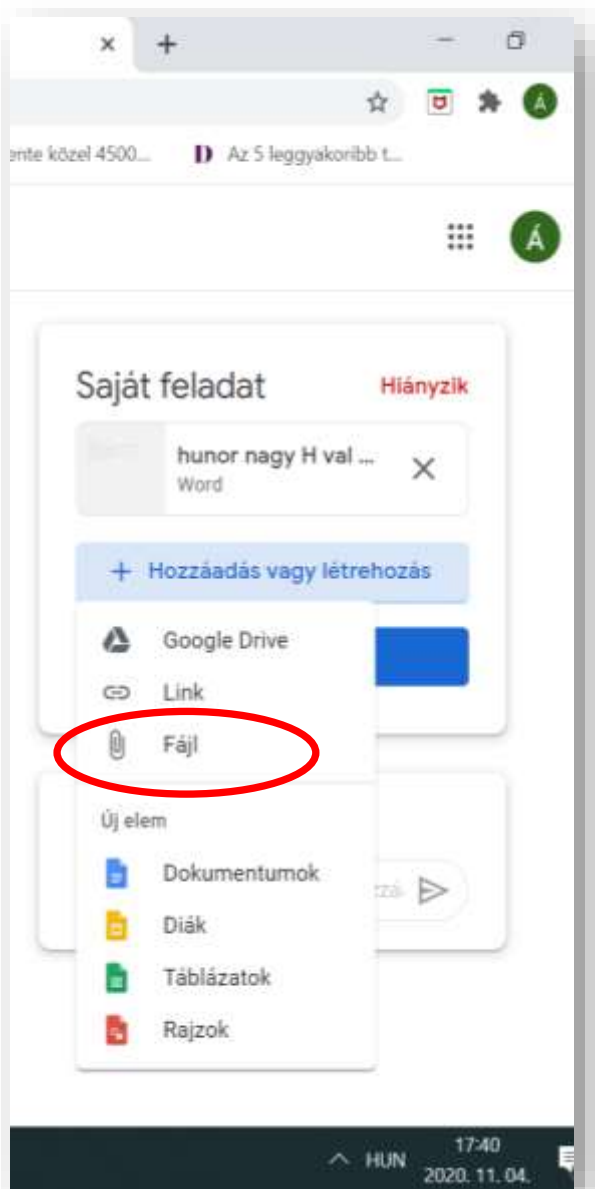 ente közel 4500...
D Az 5 leggyakoribb t...
Á
Á
Saját feladat
Hiányzik
hunor nagy H val ...
Word
+ Hozzáadás vagy létrehozás
Google Drive
Link
Fájl
Új elem
Dokumentumok
Diák
Táblázatok
Rajzok
HUN
17:40
2020. 11. 04.